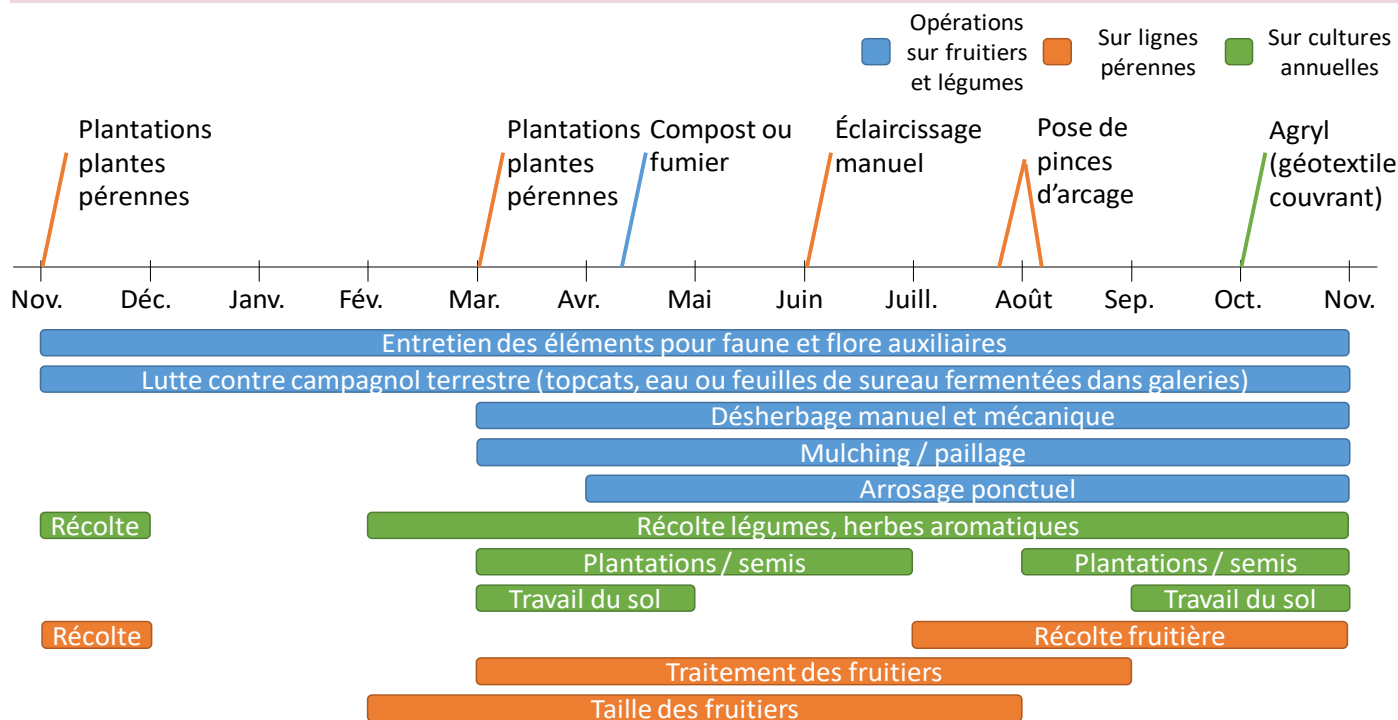 Opérations
sur fruitiers
et légumes
Sur lignes
pérennes
Sur cultures
annuelles
Plantations
plantes
pérennes
Plantations
plantes
pérennes
Compost ou
fumier
Éclaircissage
manuel
Pose de
pinces
d'arcage
Agryl
(géotextile
couvrant)
Nov. Déc. Janv. Fév. Mar. Avr. Mai Juin Juill. Août Sep. Oct. Nov.
Entretien des éléments pour faune et flore auxiliaires
Lutte contre campagnol terrestre (topcats, eau ou feuilles de sureau fermentées dans galeries)
Désherbage manuel et mécanique
Mulching / paillage
Arrosage ponctuel
Récolte Récolte légumes, herbes aromatiques
Plantations / semis Plantations / semis
Travail du sol Travail du sol
Récolte Récolte fruitière
Traitement des fruitiers
Taille des fruitiers